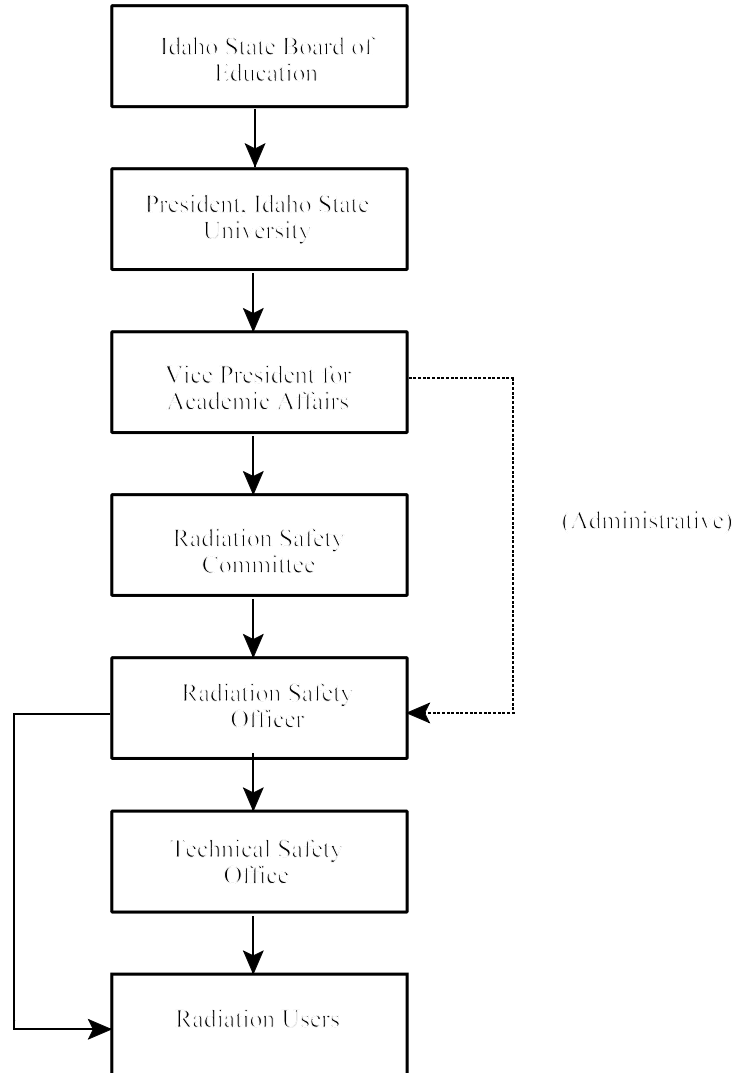 Idaho State Board of
Education
President, Idaho State
University
Vice President for
Academic Affairs
(Administrative)
Radiation Safety
Committee
Radiation Safety
Officer
Technical Safety
Office
Radiation Users